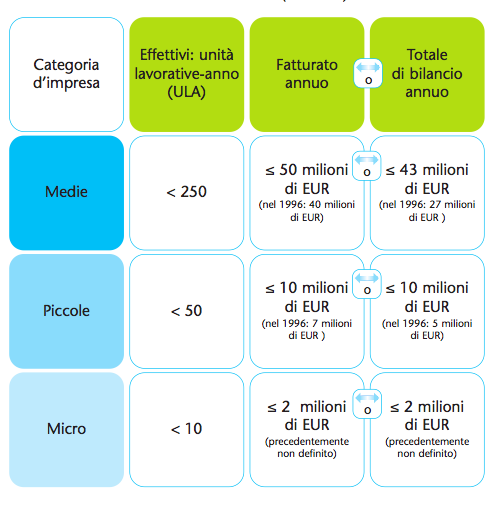 Categoria
d’impresa
Effettivi: unità
lavorative-anno
(ULA)
Fatturato
annuo
o
Totale
di bilancio
annuo
Medie
< 250
≤ 50 milioni
di EUR
(nel 1996: 40 milioni
di EUR)
o
≤ 43 milioni
di EUR
(nel 1996: 27 milioni
di EUR )
Piccole
< 50
≤ 10 milioni
di EUR
(nel 1996: 7 milioni
di EUR )
o
≤ 10 milioni
di EUR
(nel 1996: 5 milioni
di EUR)
Micro
< 10
≤ 2 milioni
di EUR
(precedentemente
non definito)
o
≤ 2 milioni
di EUR
(precedentemente
non definito)